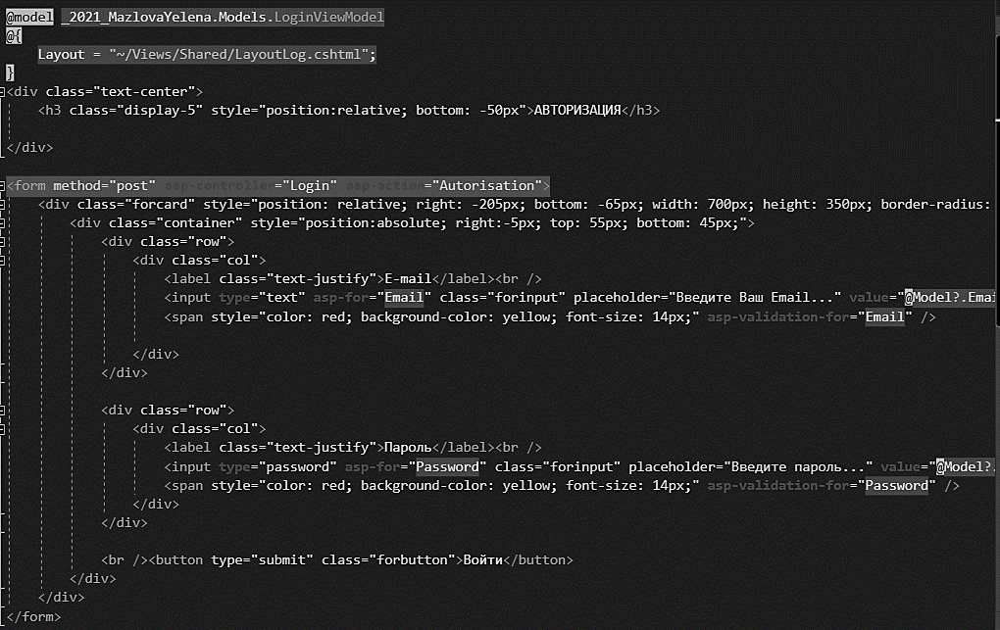 @model _2021_MazlovaYelena.Models.LoginViewModel
@{
Layout = "~/Views/Shared/LayoutLog.cshtml";
}
<div class="text-center">
<h3 class="display-5" style="position:relative; bottom: -50px">АВТОРИЗАЦИЯ</h3>
</div>
<form method="post" asp-controller="Login" asp-action="Autorisation">
<div class="forcard" style="position: relative; right: -205px; bottom: -65px; width: 700px; height: 350px; border-radius:
<div class="container" style="position:absolute; right:-5px; top: 55px; bottom: 45px;">
<div class="row">
<div class="col">
<label class="text-justify">E-mail</label><br />
<input type="text" asp-for="Email" class="forinput" placeholder="Введите Ваш Email..." value="@Model?.Emai
<span style="color: red; background-color: yellow; font-size: 14px;" asp-validation-for="Email" />
</div>
</div>
<div class="row">
<div class="col">
<label class="text-justify">Пароль</label><br />
<input type="password" asp-for="Password" class="forinput" placeholder="Введите пароль..." value="@Model?.
<span style="color: red; background-color: yellow; font-size: 14px;" asp-validation-for="Password" />
</div>
</div>
<br /><button type="submit" class="forbutton">Войти</button>
</div>
</div>
</form>